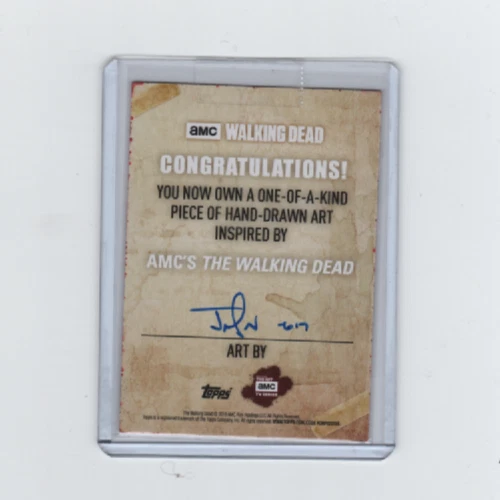 amc WALKING DEAD
CONGRATULATIONS!
YOU NOW OWN A ONE-OF-A-KIND
PIECE OF HAND-DRAWN ART
INSPIRED BY
AMC'S THE WALKING DEAD
ART BY
Topps
amc